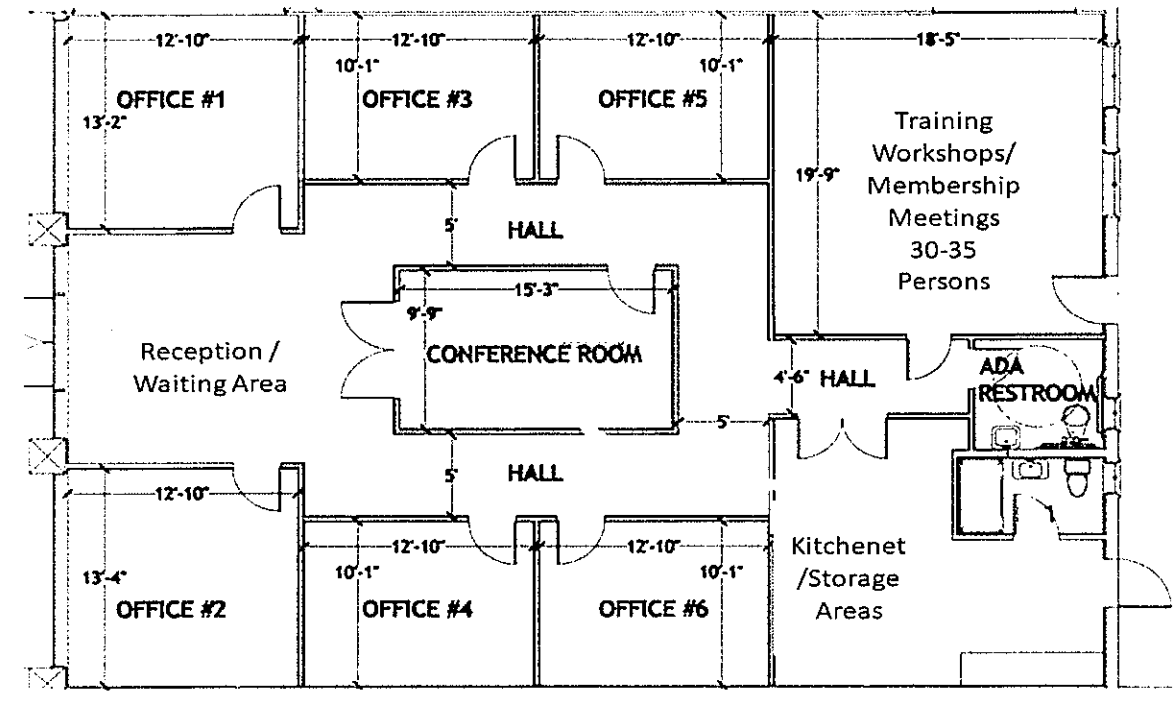 12'-10"
12'-10"
12'-10"
18'-5"
10'-1"
10'-1"
OFFICE #1
OFFICE #3
OFFICE #5
13'-2"
Training
Workshops/
Membership
Meetings
30-35
Persons
19'-9"
5'
HALL
15'-3"
9'-9"
Reception /
Waiting Area
CONFERENCE ROOM
ADA
RESTROOM
4'-6"
HALL
5'
5'
HALL
12'-10"
12'-10"
12'-10"
Kitchenet
/Storage
Areas
13'-4"
10'-1"
10'-1"
OFFICE #2
OFFICE #4
OFFICE #6